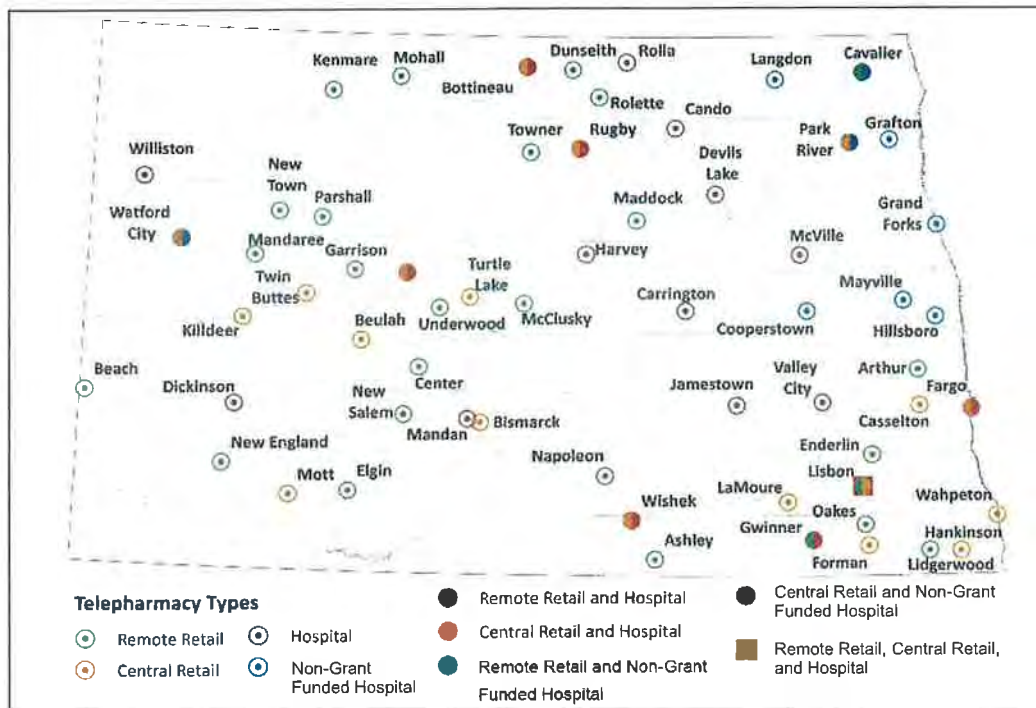 Kenmare
Mohall
Bottineau
Dunseith
Rolla
Rolette
Langdon
Cavalier
Cando
Towner
Rugby
Park
River
Grafton
Williston
New
Town
Parshall
Devils
Lake
Maddock
Watford
City
Mandaree
Garrison
Harvey
McVille
Grand
Forks
Twin
Buttes
Turtle
Lake
Killdeer
Beulah
Underwood
McClusky
Carrington
Cooperstown
Mayville
Hillsboro
Beach
Dickinson
Center
New
Salem
Mandan
Bismarck
Jamestown
Valley
City
Arthur
Fargo
Casselton
New England
Mott
Elgin
Napoleon
Enderlin
Lisbon
LaMoure
Wahpeton
Wishek
Oakes
Gwinner
Hankinson
Ashley
Forman
Lidgerwood
Telepharmacy Types
Remote Retail
Central Retail
Hospital
Non-Grant
Funded Hospital
Remote Retail and Hospital
Central Retail and Hospital
Remote Retail and Non-Grant
Funded Hospital
Central Retail and Non-Grant
Funded Hospital
Remote Retail, Central Retail,
and Hospital